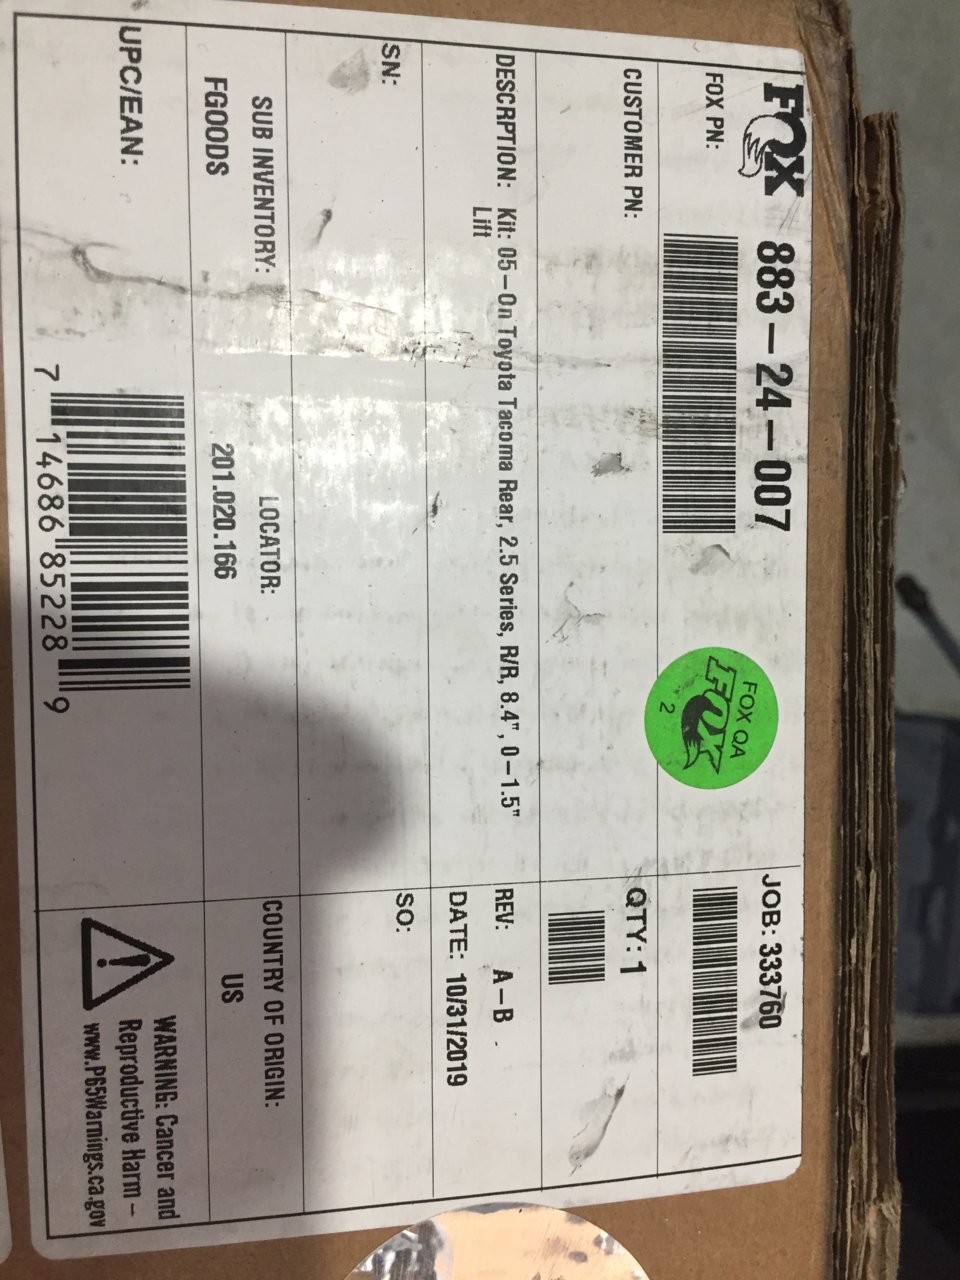 FOX 883-24-007
FOX PN:
JOB: 333760
FOX QA
FOX
2
CUSTOMER PN:
QTY: 1
DESCRPTION: Kit: 05-On Toyota Tacoma Rear, 2.5 Series, R/R, 8.4", 0-1.5"
Lift
REV: A-B
DATE: 10/31/2019
SN:
SO:
SUB INVENTORY:
FGOODS
LOCATOR:
201.020.166
COUNTRY OF ORIGIN:
US
UPC/EAN:
7 14686 85228 9
WARNING: Cancer and
Reproductive Harm -
www.P65Warnings.ca.gov